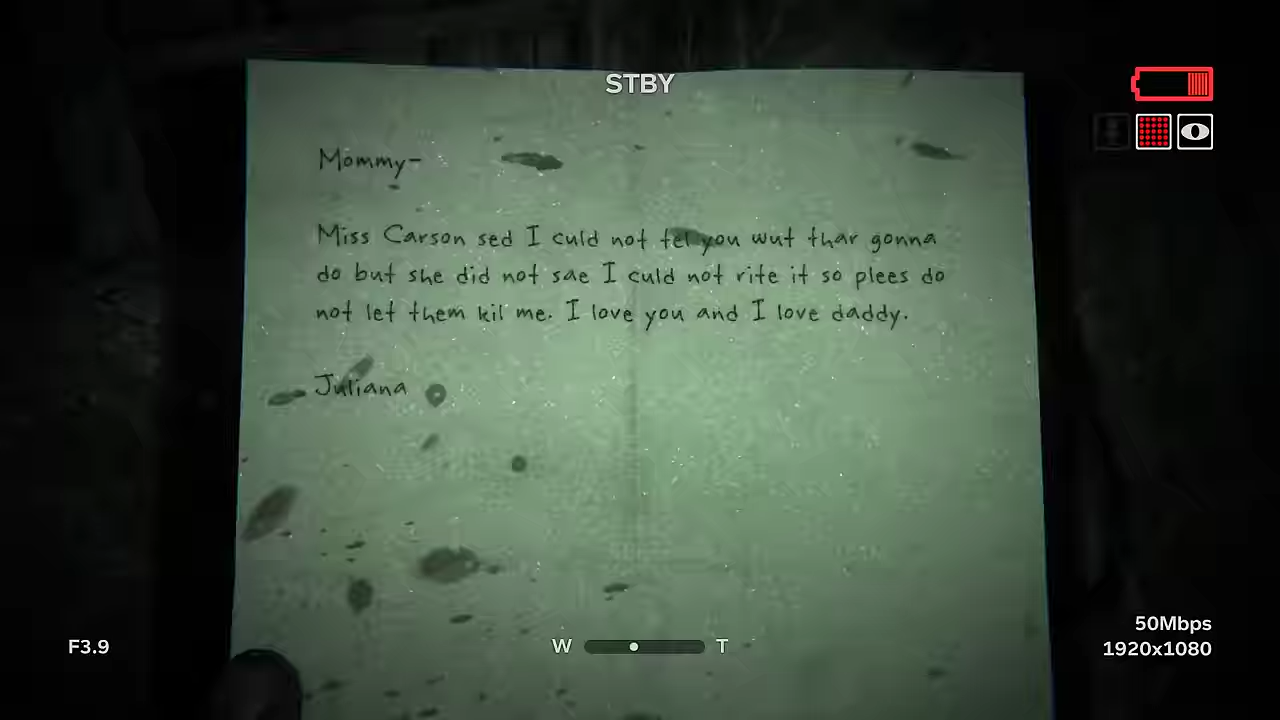 STBY
Mommy-
Miss Carson sed I culd not tel you wut thar gonna
do but she did not sae I culd not rite it so plees do
not let them kil me. I love you and I love daddy.
Juliana
50Mbps
F3.9
W T
1920x1080